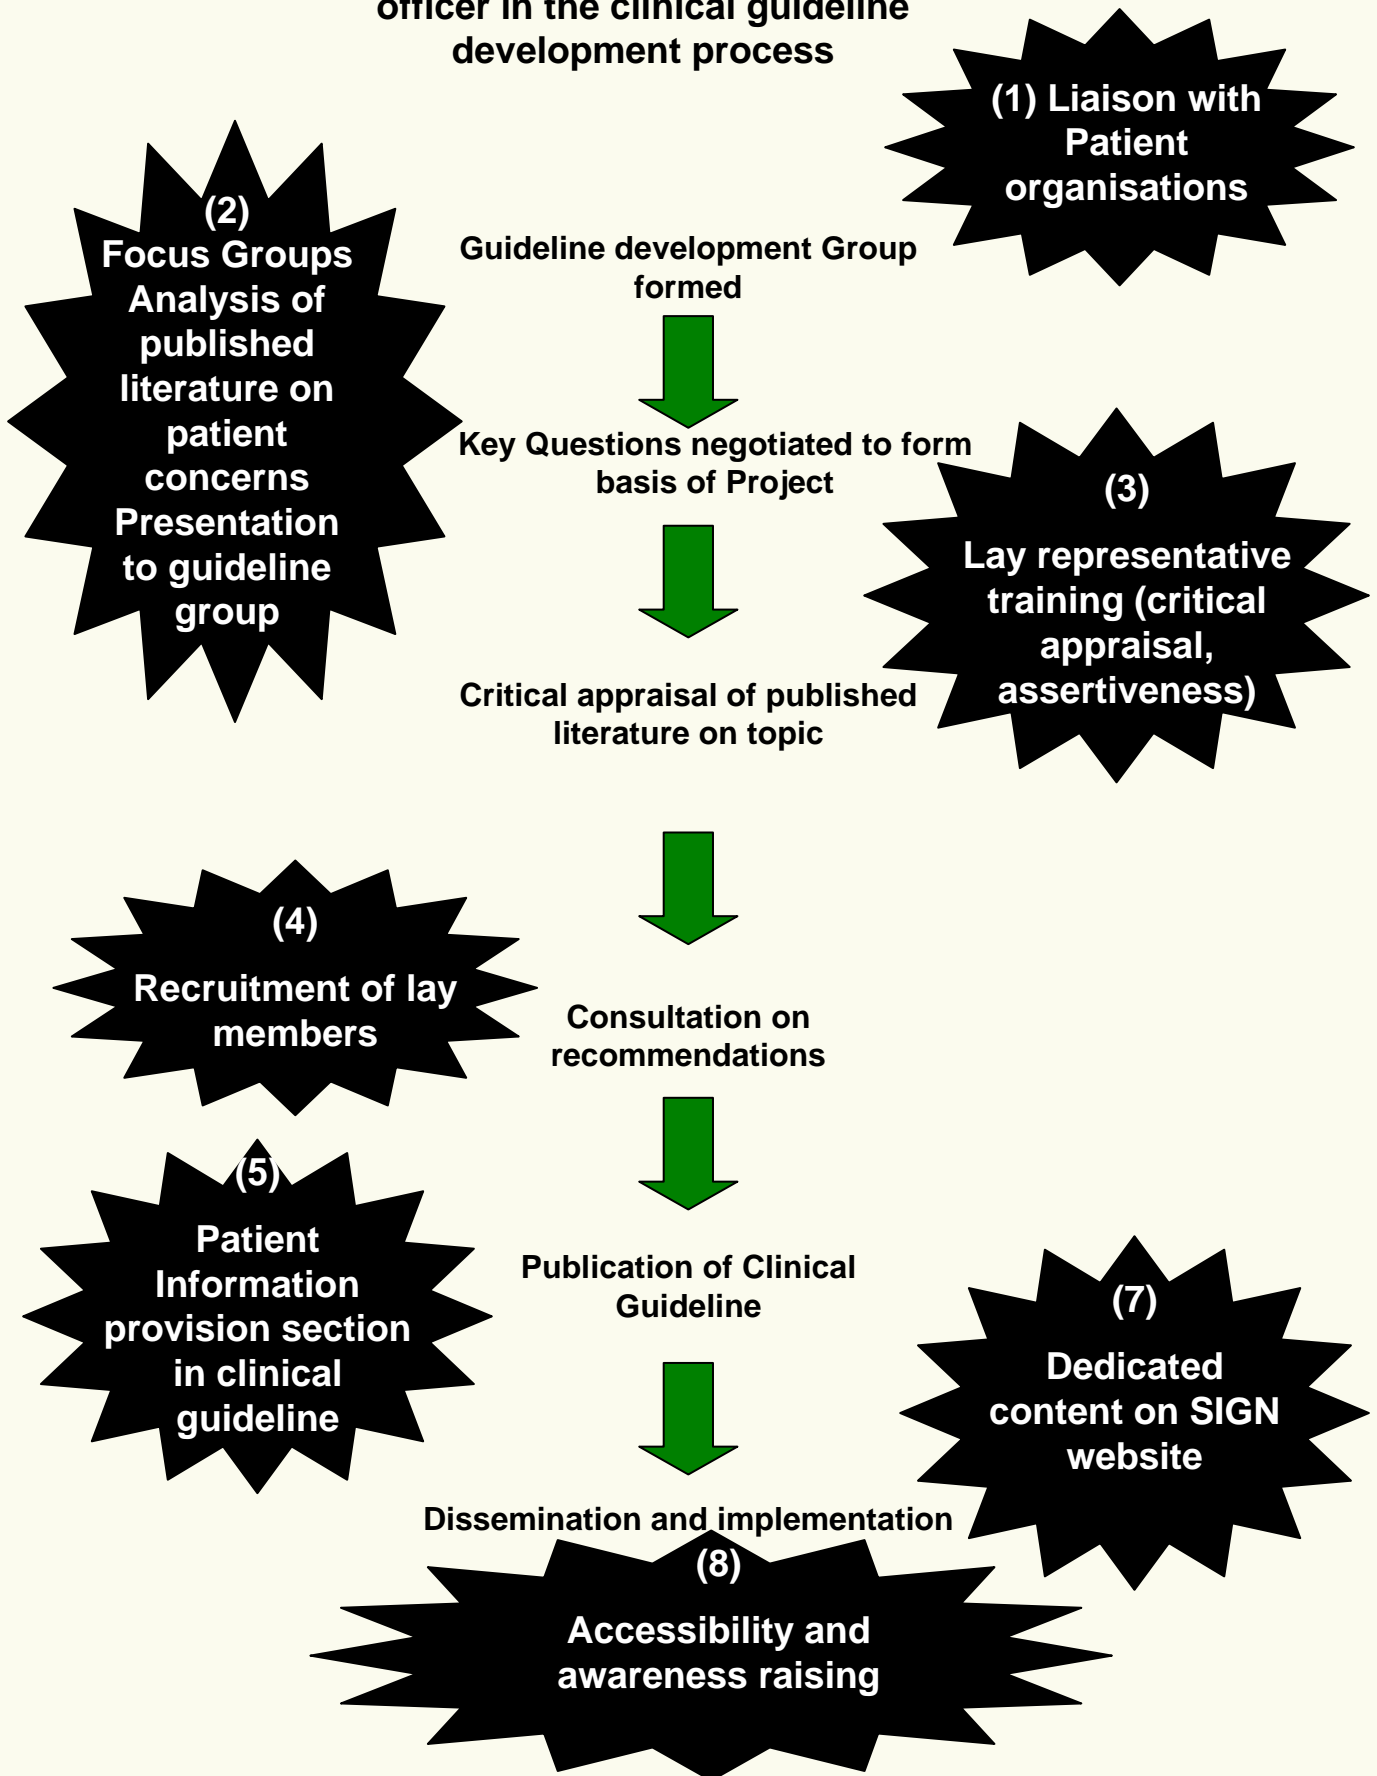 officer in the clinical guideline
development process
(1) Liaison with
Patient
organisations
(2)
Focus Groups
Analysis of
published
literature on
patient
concerns
Presentation
to guideline
group
Guideline development Group
formed
Key Questions negotiated to form
basis of Project
(3)
Lay representative
training (critical
appraisal,
assertiveness)
Critical appraisal of published
literature on topic
(4)
Recruitment of lay
members
Consultation on
recommendations
(5)
Patient
Information
provision section
in clinical
guideline
Publication of Clinical
Guideline
(7)
Dedicated
content on SIGN
website
Dissemination and implementation
(8)
Accessibility and
awareness raising